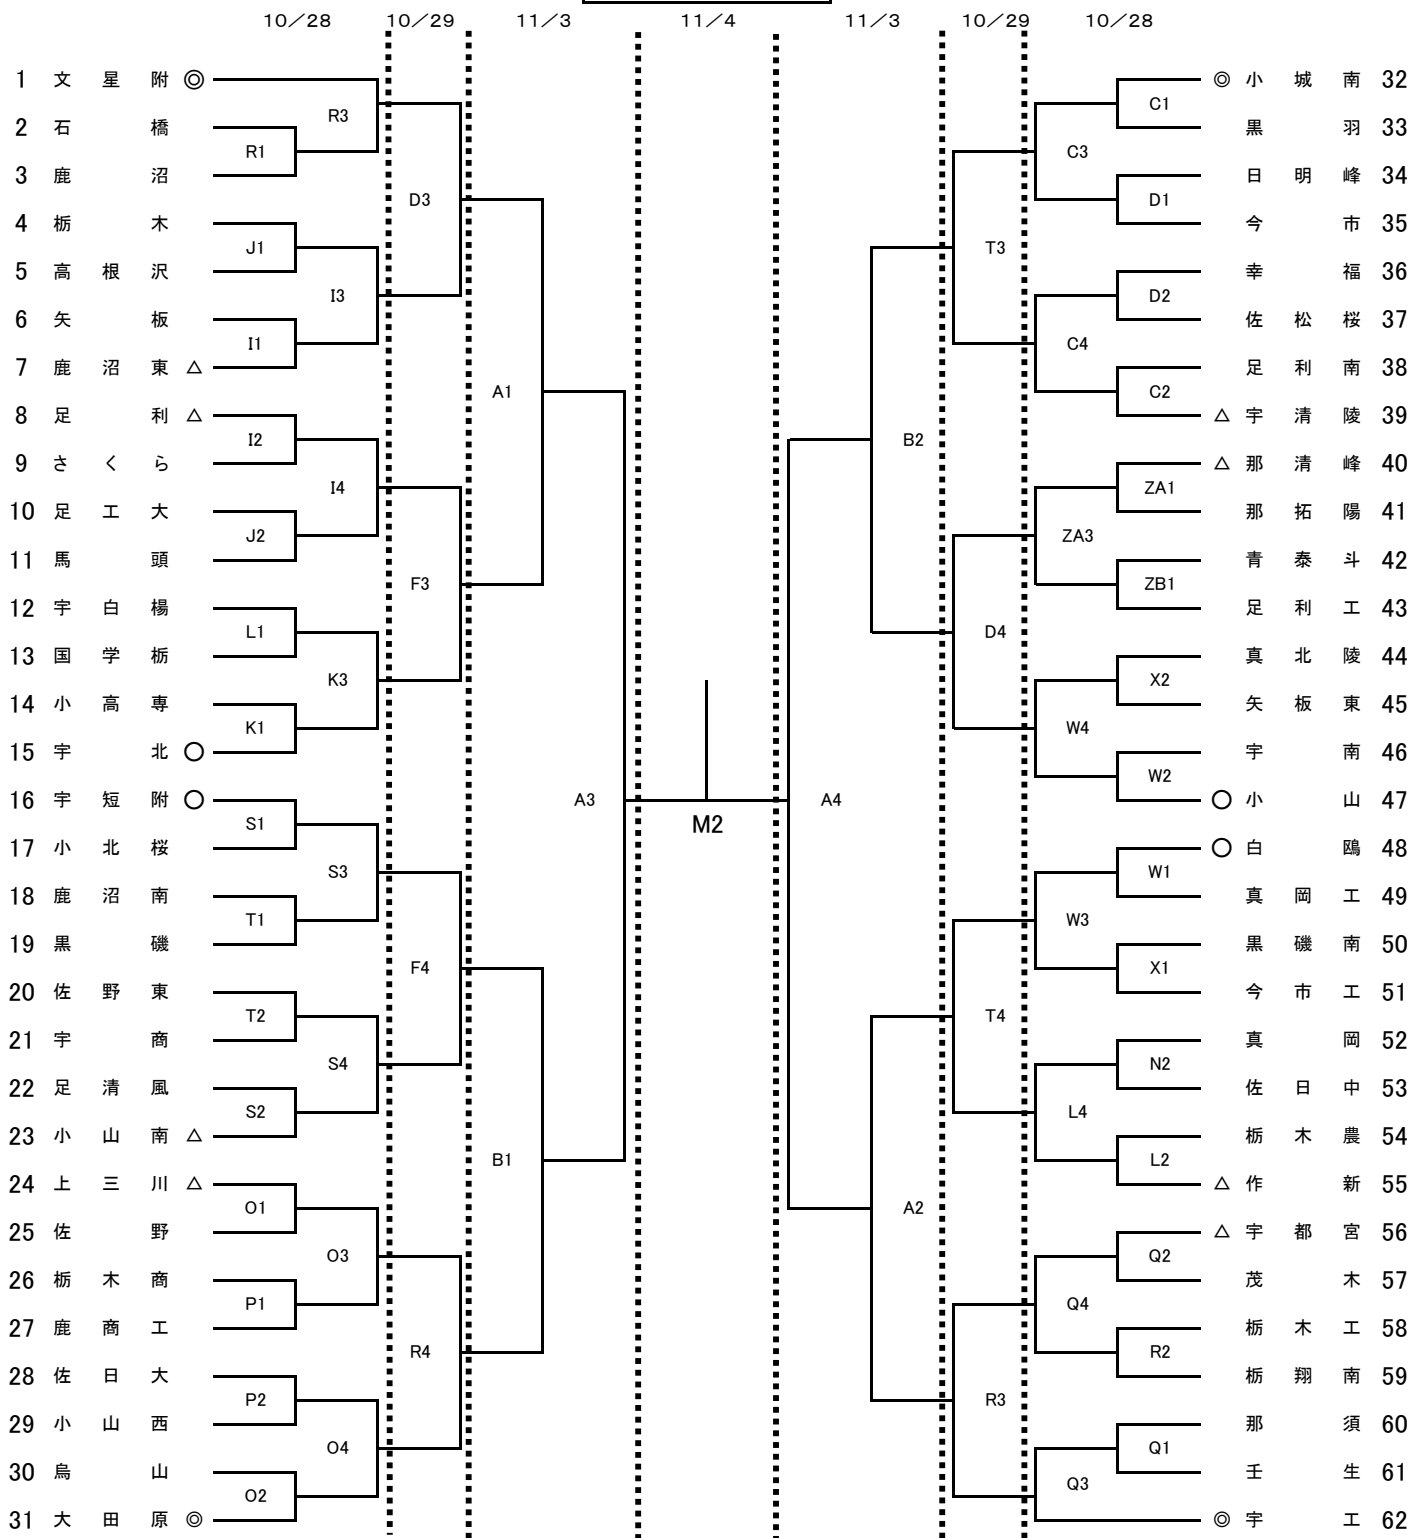 10/28 10/29 11/3 11/4 11/3 10/29 10/28
1 文星附 ◎ ◎ 小城南 32
R3 C1
2 石橋 黒羽 33
R1 C3
3 鹿沼 日明峰 34
D3 D1
4 栃木 今市 35
J1 T3
5 高根沢 幸福 36
I3 D2
6 矢板 佐松桜 37
I1 C4
7 鹿沼東 △ 足利南 38
A1 C2
8 足利 △ △ 宇清陵 39
I2 B2
9 さくら △ 那清峰 40
I4 ZA1
10 足工大 那拓陽 41
J2 ZA3
11 馬頭 青泰斗 42
F3 ZB1
12 宇白楊 足利工 43
L1 D4
13 国学栃 真北陵 44
K3 X2
14 小高専 矢板東 45
K1 W4
15 宇北 ○ 宇南 46
W2
16 宇短附 ○ A3 A4 ○ 小山 47
S1 M2
17 小北桜 ○ 白鴎 48
S3 W1
18 鹿沼南 真岡工 49
T1 W3
19 黒磯 黒磯南 50
F4 X1
20 佐野東 今市工 51
T2 T4
21 宇商 真岡 52
S4 N2
22 足清風 佐日中 53
S2 L4
23 小山南 △ 栃木農 54
B1 L2
24 上三川 △ △ 作新 55
O1 A2
25 佐野 △ 宇都宮 56
O3 Q2
26 栃木商 茂木 57
P1 Q4
27 鹿商工 栃木工 58
R4 R2
28 佐日大 栃翔南 59
P2 R3
29 小山西 那須 60
O4 Q1
30 烏山 壬生 61
O2 Q3
31 大田原 ◎ ◎ 宇工 62